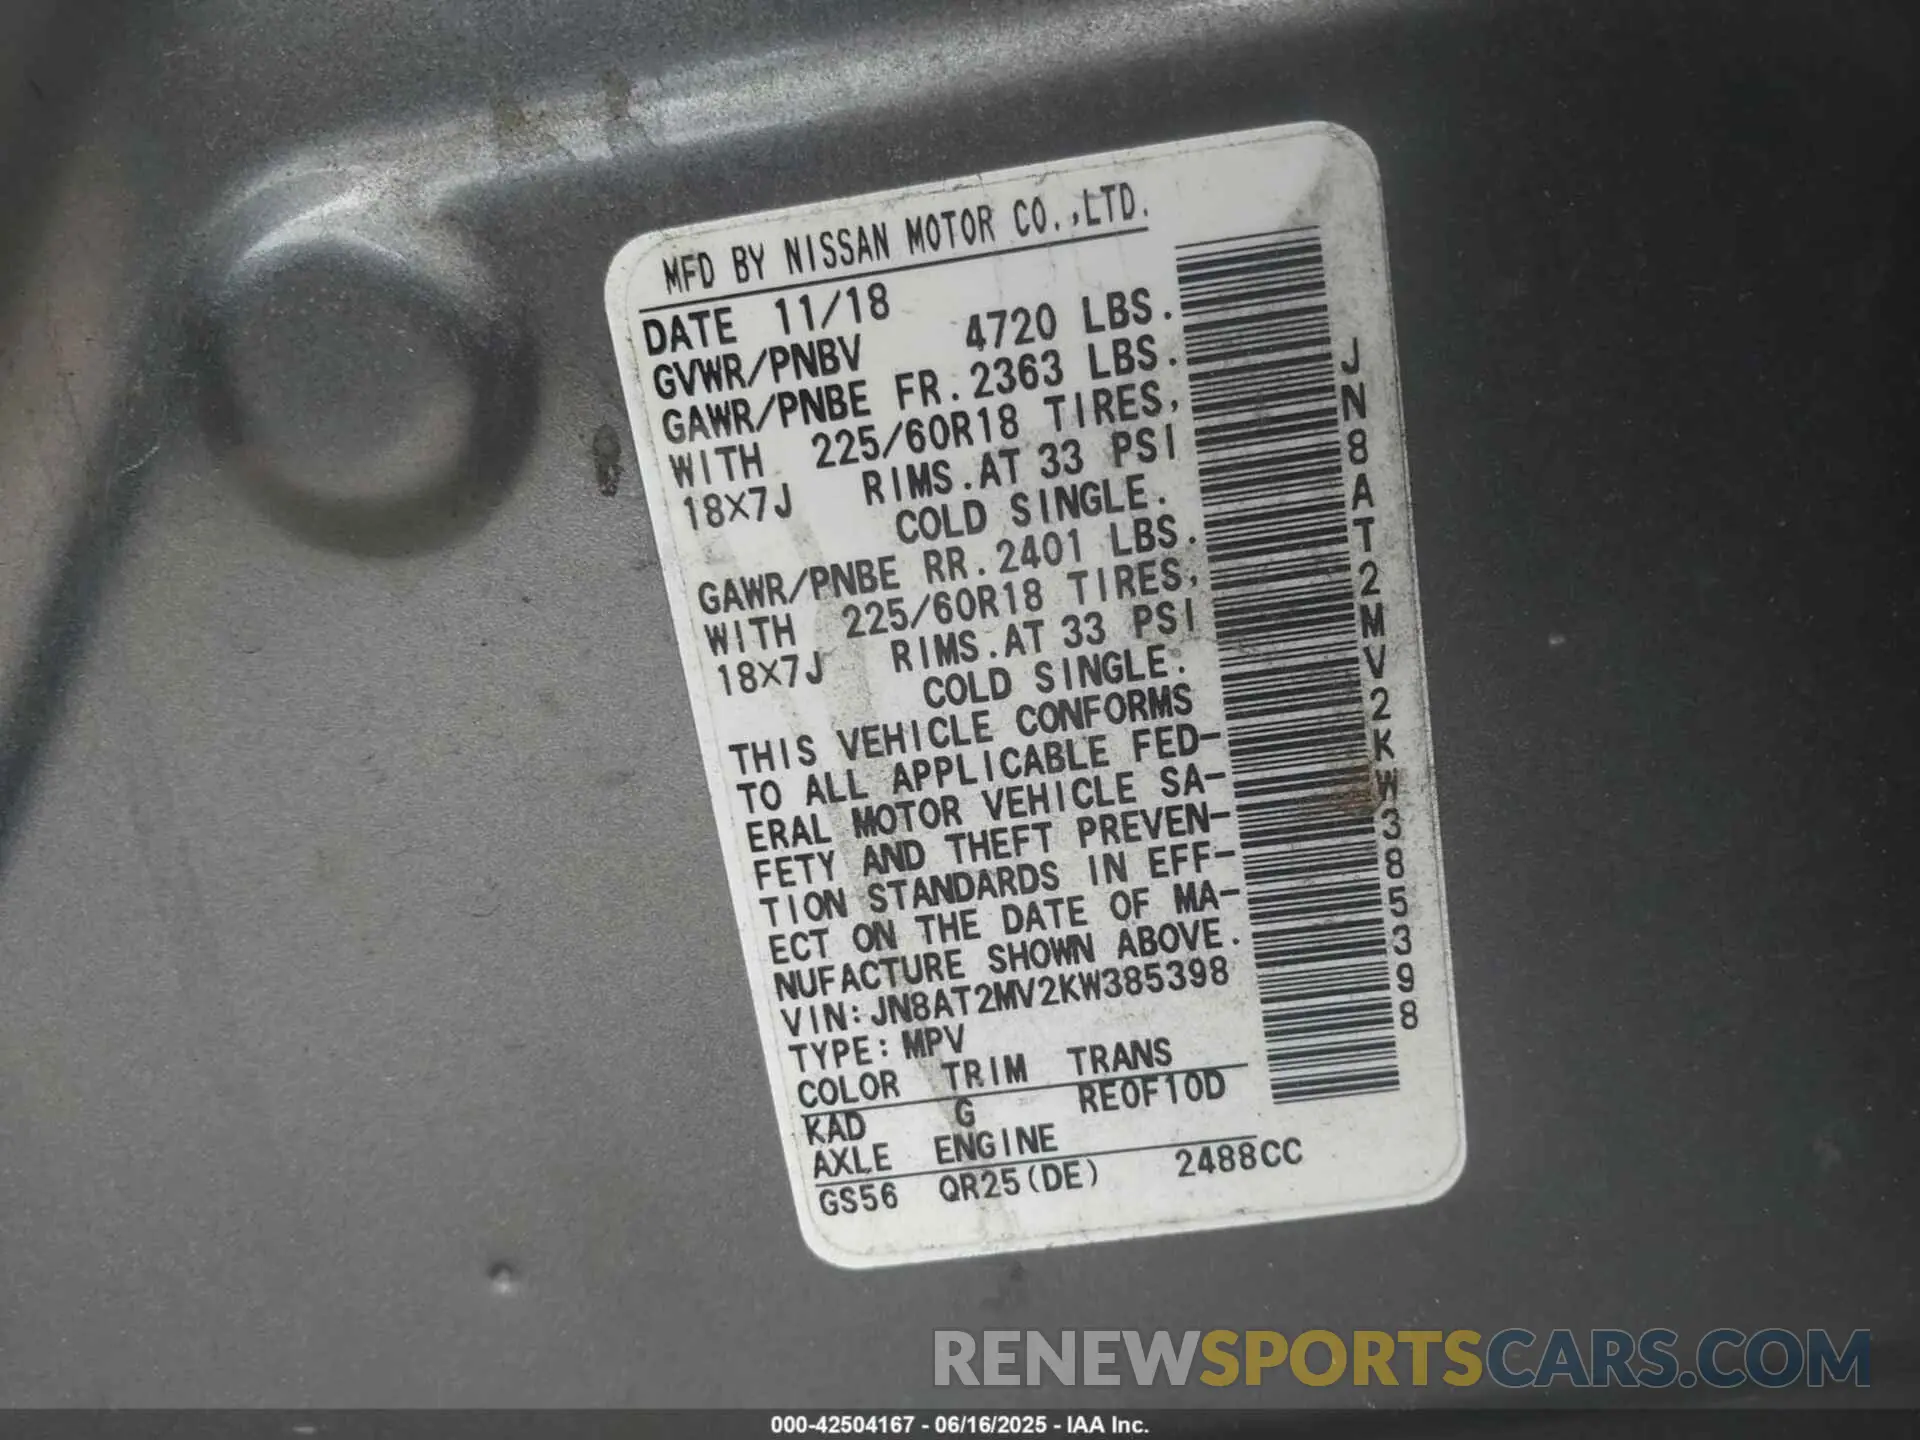 MFD BY NISSAN MOTOR CO.,LTD.
DATE 11/18
GVWR/PNBV 4720 LBS.
GAWR/PNBE FR. 2363 LBS.
WITH 225/60R18 TIRES,
18X7J RIMS. AT 33 PSI
COLD SINGLE.
GAWR/PNBE RR. 2401 LBS.
WITH 225/60R18 TIRES,
18X7J RIMS. AT 33 PSI
COLD SINGLE.
THIS VEHICLE CONFORMS
TO ALL APPLICABLE FED-
ERAL MOTOR VEHICLE SA-
FETY AND THEFT PREVEN-
TION STANDARDS IN EFF-
ECT ON THE DATE OF MA-
NUFACTURE SHOWN ABOVE.
VIN: JN8AT2MV2KW385398
TYPE: MPV
COLOR TRIM TRANS
KAD G RE0F10D
AXLE ENGINE
GS56 QR25(DE) 2488CC
JN8AT2MV2KW385398
RENEWSPORTSCARS.COM
000-42504167 - 06/16/2025 - IAA Inc.